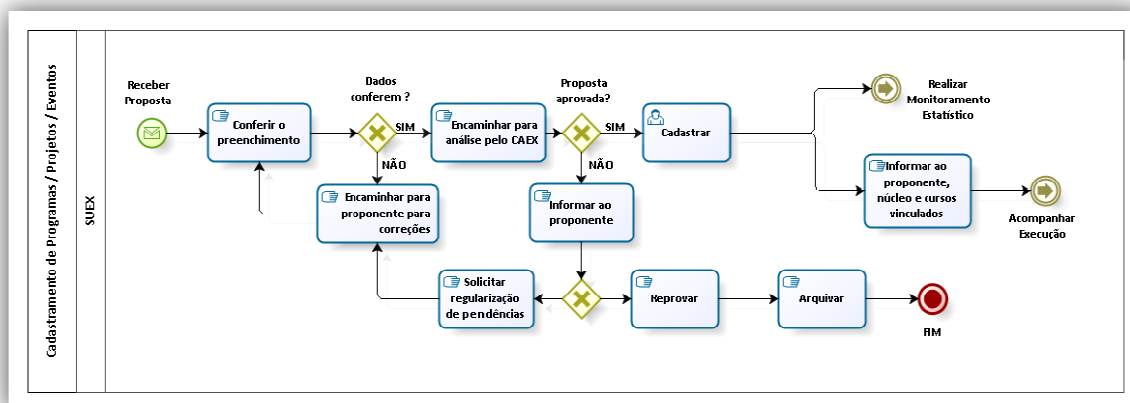 Cadastramento de Programas / Projetos / Eventos
SUEX
Receber
Proposta
Conferir o
preenchimento
Dados
conferem ?
SIM
NÃO
Encaminhar para
análise pelo CAEX
Proposta
aprovada?
SIM
NÃO
Cadastrar
Realizar
Monitoramento
Estatístico
Informar ao
proponente,
núcleo e cursos
vinculados
Acompanhar
Execução
Encaminhar para
proponente para
correções
Informar ao
proponente
Solicitar
regularização
de pendências
Reprovar
Arquivar
FIM